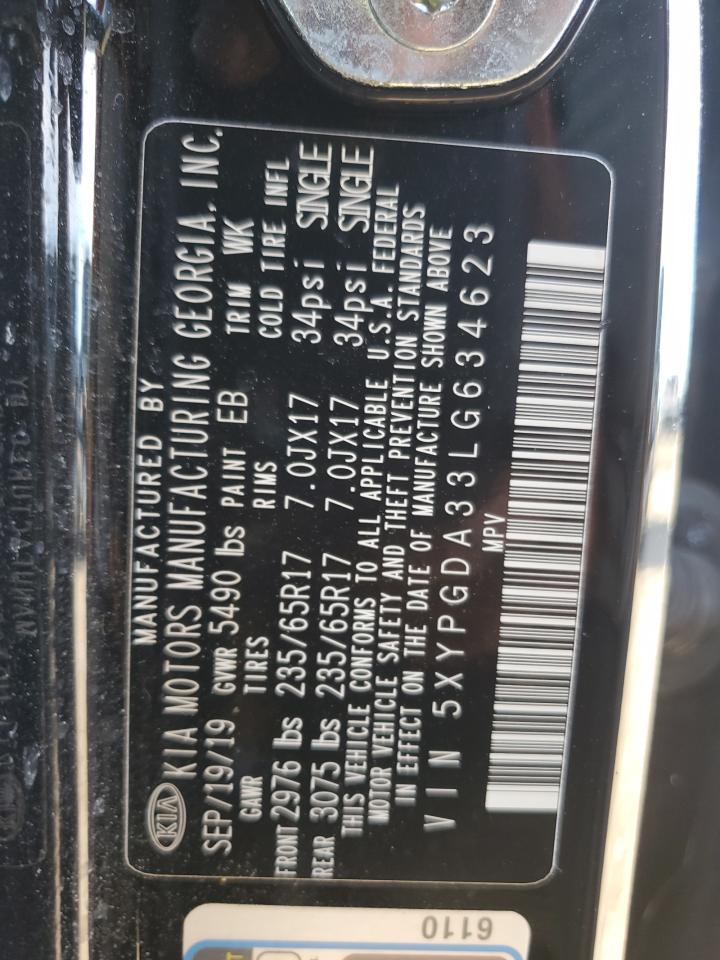 MANUFACTURED BY
KIA KIA MOTORS MANUFACTURING GEORGIA, INC.
SEP/19/19 GVWR 5490 lbs PAINT EB TRIM WK
GAWR TIRES RIMS COLD TIRE INFL
FRONT 2976 lbs 235/65R17 7.0JX17 34psi SINGLE
REAR 3075 lbs 235/65R17 7.0JX17 34psi SINGLE
THIS VEHICLE CONFORMS TO ALL APPLICABLE U.S.A. FEDERAL
MOTOR VEHICLE SAFETY AND THEFT PREVENTION STANDARDS
IN EFFECT ON THE DATE OF MANUFACTURE SHOWN ABOVE
VIN 5XYPGDA33LG634623
MPV
6110